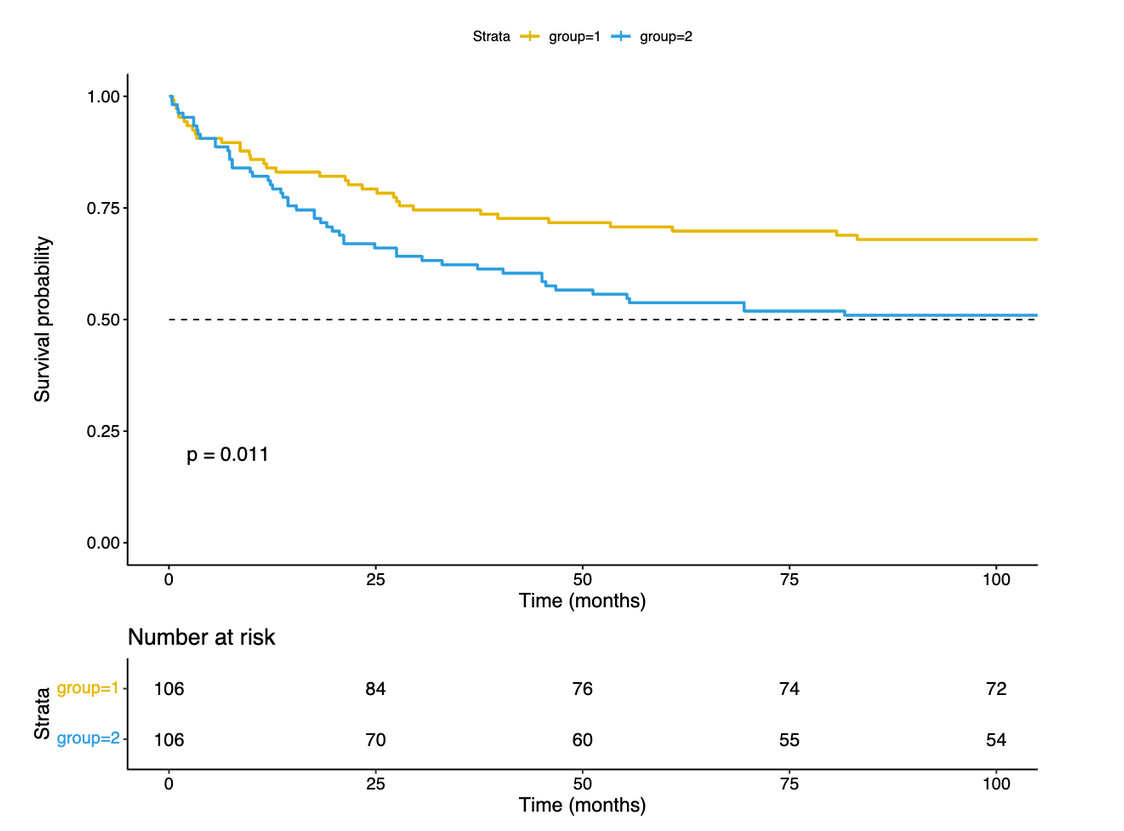 Strata group=1 group=2
1.00
0.75
0.50
0.25
0.00
Survival probability
p = 0.011
0 25 50 75 100
Time (months)
Number at risk
Strata
group=1 106 84 76 74 72
group=2 106 70 60 55 54
0 25 50 75 100
Time (months)